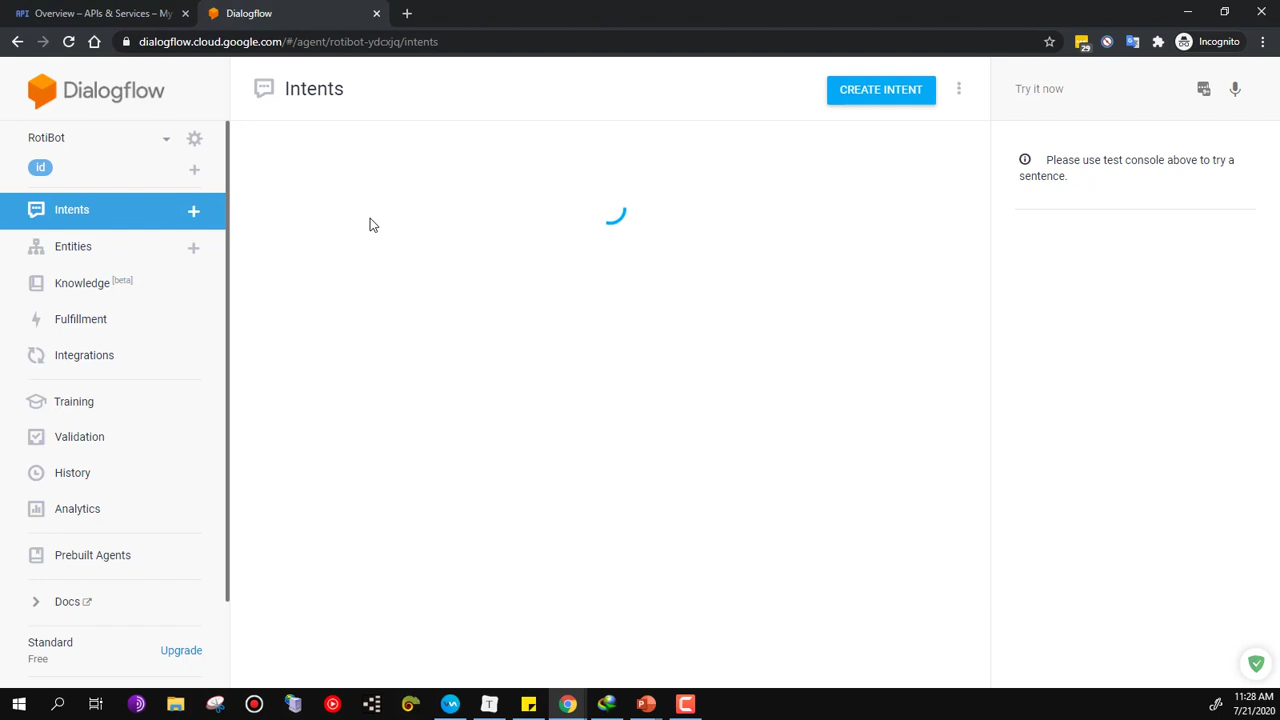 API Overview – APIs & Services – My
Dialogflow
Incognito
dialogflow.cloud.google.com/#/agent/rotibot-ydcxjq/intents
29
Dialogflow
RotiBot
id
Intents
Entities
Knowledge [beta]
Fulfillment
Integrations
Training
Validation
History
Analytics
Prebuilt Agents
Docs
Standard
Free
Upgrade
Intents
CREATE INTENT
Try it now
Please use test console above to try a
sentence.
11:28 AM
7/21/2020